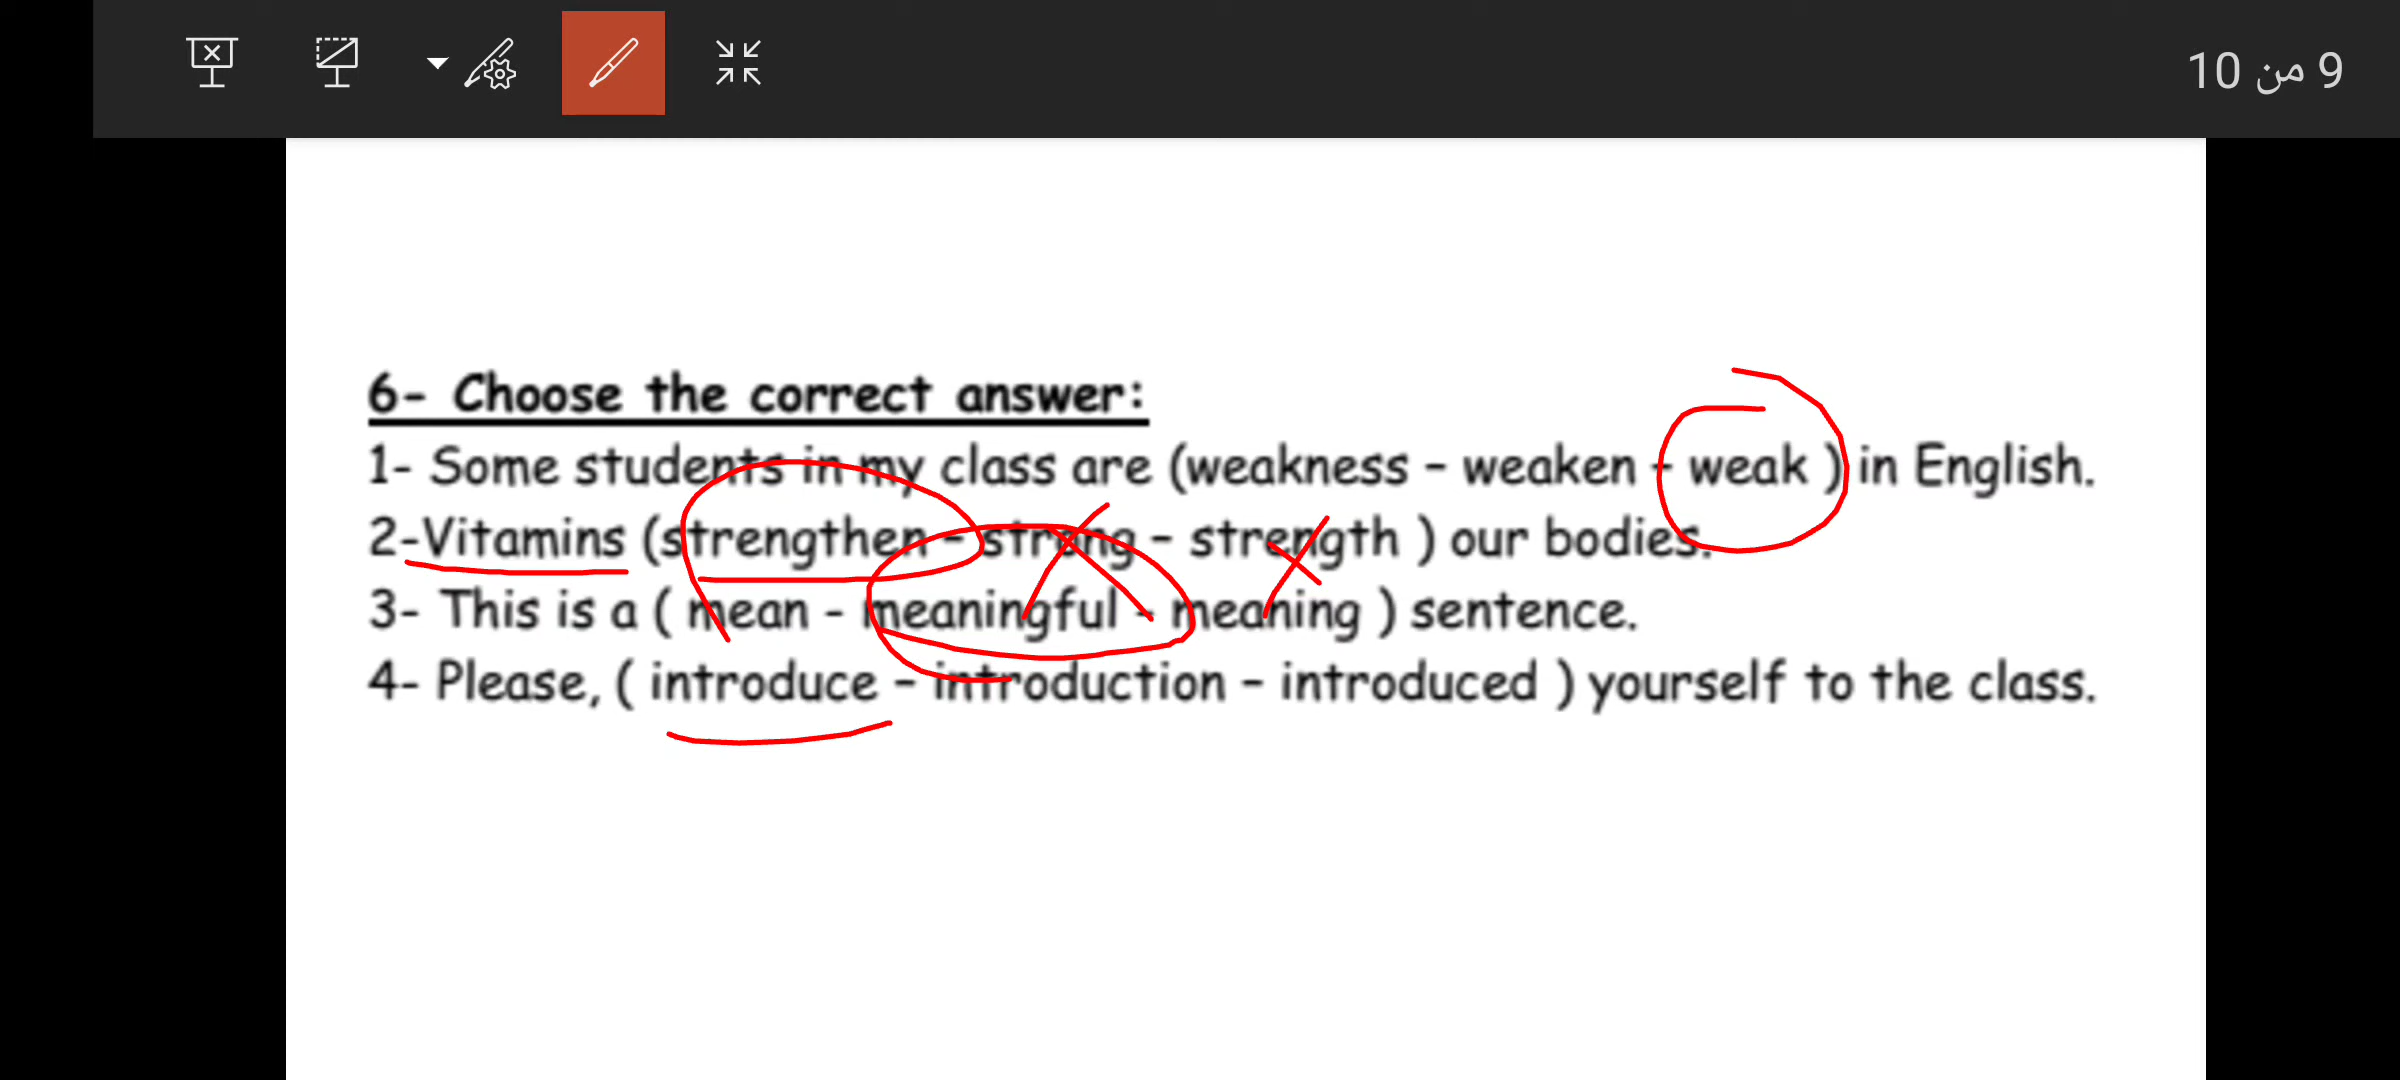 9 من 10
6- Choose the correct answer:
1- Some students in my class are (weakness - weaken - weak ) in English.
2-Vitamins (strengthen - strong - strength ) our bodies.
3- This is a ( mean - meaningful - meaning ) sentence.
4- Please, ( introduce - introduction - introduced ) yourself to the class.